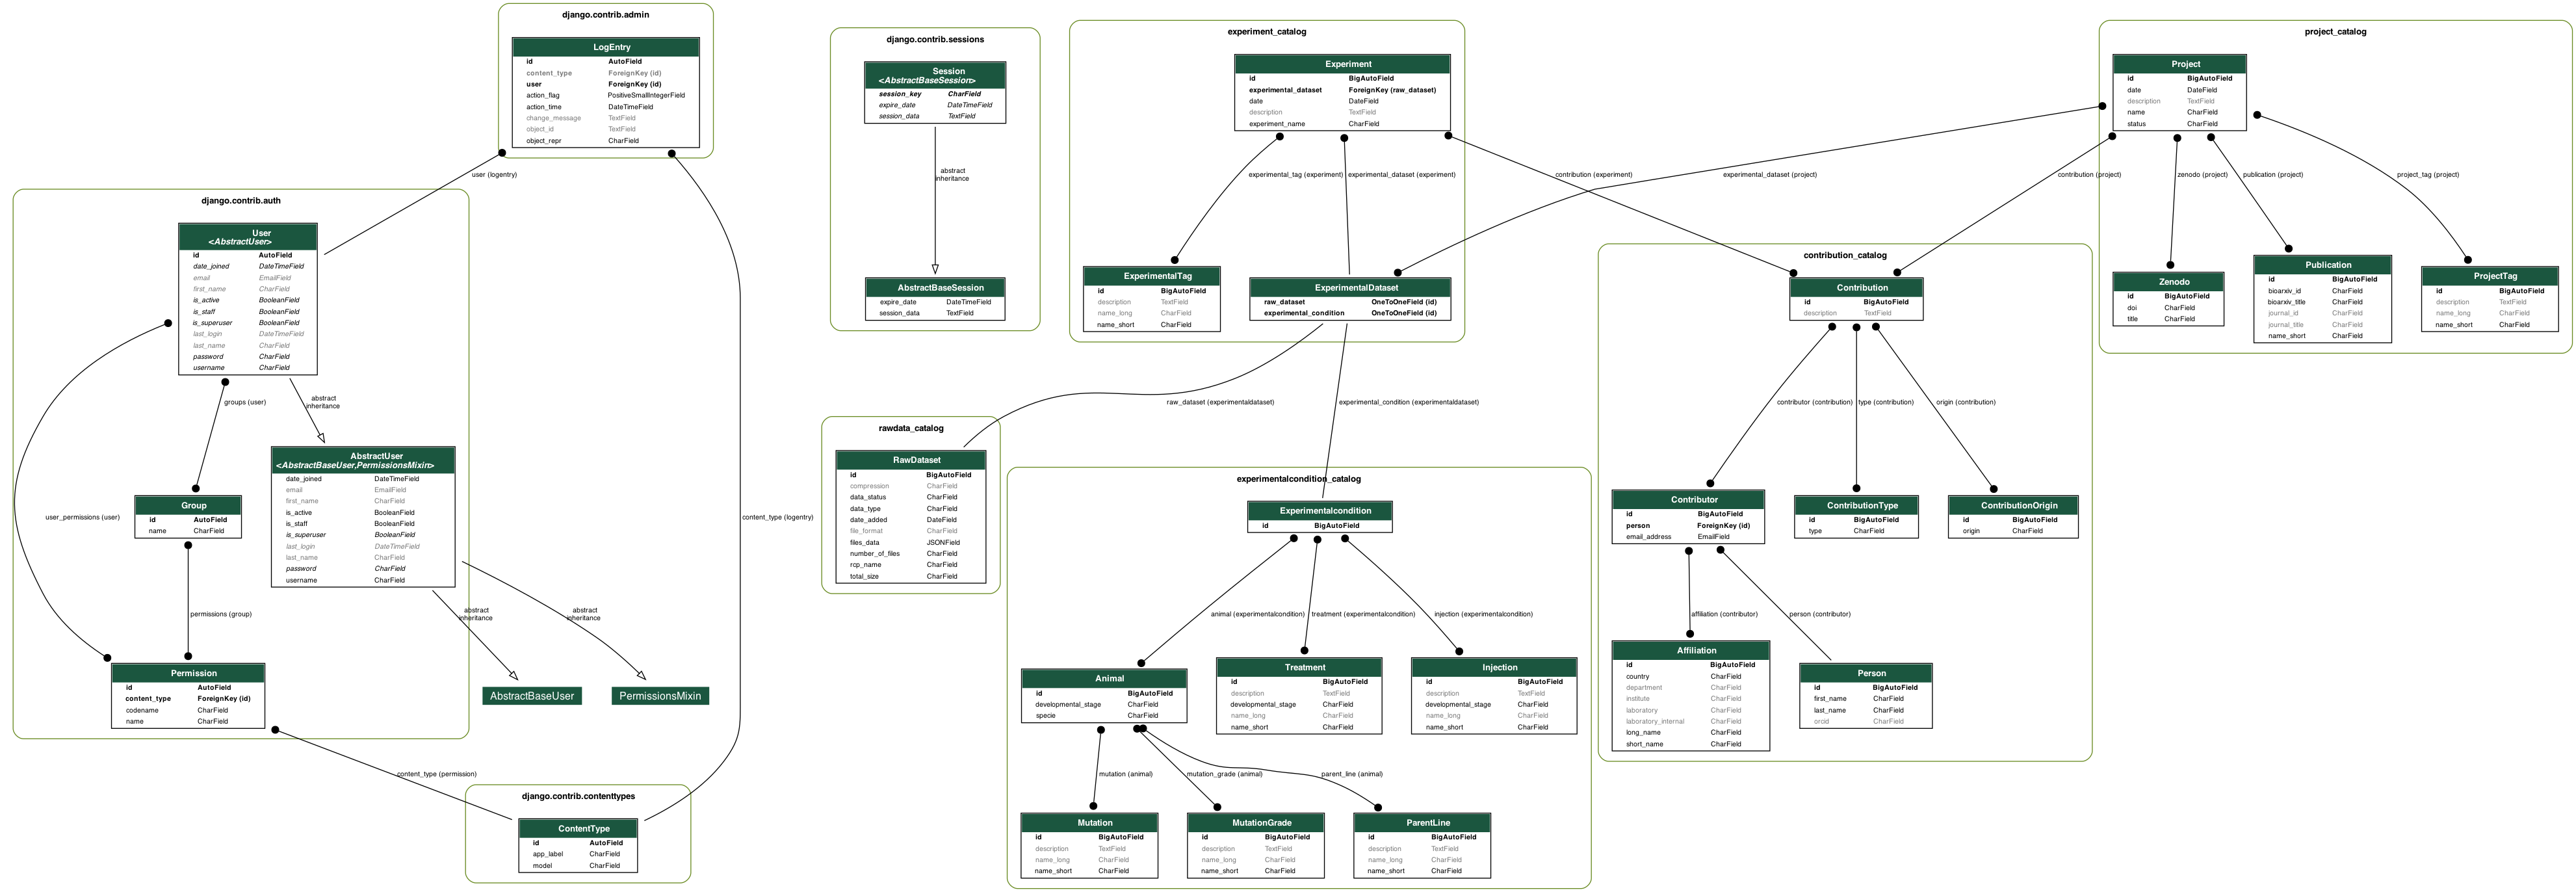 django.contrib.admin
LogEntry
id AutoField
content_type ForeignKey (id)
user ForeignKey (id)
action_flag PositiveSmallIntegerField
action_time DateTimeField
change_message TextField
object_id TextField
object_repr CharField
user (logentry)
content_type (logentry)
django.contrib.auth
User
<AbstractUser>
id AutoField
date_joined DateTimeField
email EmailField
first_name CharField
is_active BooleanField
is_staff BooleanField
is_superuser BooleanField
last_login DateTimeField
last_name CharField
password CharField
username CharField
groups (user)
abstract
inheritance
user_permissions (user)
Group
id AutoField
name CharField
permissions (group)
AbstractUser
<AbstractBaseUser,PermissionsMixin>
date_joined DateTimeField
email EmailField
first_name CharField
is_active BooleanField
is_staff BooleanField
is_superuser BooleanField
last_login DateTimeField
last_name CharField
password CharField
username CharField
abstract
inheritance
abstract
inheritance
Permission
id AutoField
content_type ForeignKey (id)
codename CharField
name CharField
AbstractBaseUser
PermissionsMixin
content_type (permission)
django.contrib.contenttypes
ContentType
id AutoField
app_label CharField
model CharField
django.contrib.sessions
Session
<AbstractBaseSession>
session_key CharField
expire_date DateTimeField
session_data TextField
abstract
inheritance
AbstractBaseSession
expire_date DateTimeField
session_data TextField
experiment_catalog
Experiment
id BigAutoField
experimental_dataset ForeignKey (raw_dataset)
date DateField
description TextField
experiment_name CharField
experimental_tag (experiment)
experimental_dataset (experiment)
contribution (experiment)
experimental_dataset (project)
ExperimentalTag
id BigAutoField
description TextField
name_long CharField
name_short CharField
ExperimentalDataset
raw_dataset OneToOneField (id)
experimental_condition OneToOneField (id)
raw_dataset (experimentaldataset)
experimental_condition (experimentaldataset)
rawdata_catalog
RawDataset
id BigAutoField
compression CharField
data_status CharField
data_type CharField
date_added DateField
file_format CharField
files_data JSONField
number_of_files CharField
rcp_name CharField
total_size CharField
experimentalcondition_catalog
Experimentalcondition
id BigAutoField
animal (experimentalcondition)
treatment (experimentalcondition)
injection (experimentalcondition)
Animal
id BigAutoField
developmental_stage CharField
specie CharField
Treatment
id BigAutoField
description TextField
developmental_stage CharField
name_long CharField
name_short CharField
Injection
id BigAutoField
description TextField
developmental_stage CharField
name_long CharField
name_short CharField
mutation (animal)
mutation_grade (animal)
parent_line (animal)
Mutation
id BigAutoField
description TextField
name_long CharField
name_short CharField
MutationGrade
id BigAutoField
description TextField
name_long CharField
name_short CharField
ParentLine
id BigAutoField
description TextField
name_long CharField
name_short CharField
project_catalog
Project
id BigAutoField
date DateField
description TextField
name CharField
status CharField
contribution (project)
zenodo (project)
publication (project)
project_tag (project)
Zenodo
id BigAutoField
doi CharField
title CharField
Publication
id BigAutoField
bioarxiv_id CharField
bioarxiv_title CharField
journal_id CharField
journal_title CharField
name_short CharField
ProjectTag
id BigAutoField
description TextField
name_long CharField
name_short CharField
contribution_catalog
Contribution
id BigAutoField
description TextField
contributor (contribution)
type (contribution)
origin (contribution)
Contributor
id BigAutoField
person ForeignKey (id)
email_address EmailField
ContributionType
id BigAutoField
type CharField
ContributionOrigin
id BigAutoField
origin CharField
affiliation (contributor)
person (contributor)
Affiliation
id BigAutoField
country CharField
department CharField
institute CharField
laboratory CharField
laboratory_internal CharField
long_name CharField
short_name CharField
Person
id BigAutoField
first_name CharField
last_name CharField
orcid CharField